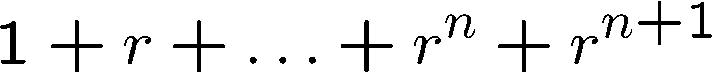 1 + r + … + r^n + r^{n+1}